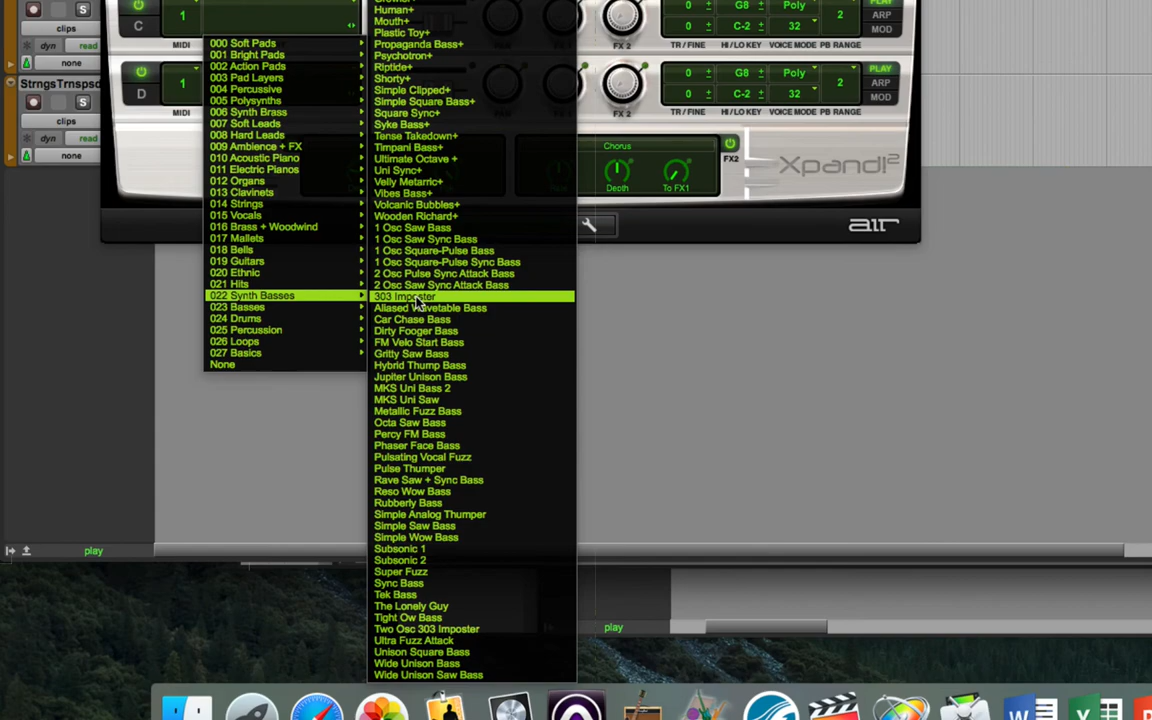 C
1
MIDI
FX 2
FX 2
0
G8
Poly
2
PLAY
ARP
MOD
0
C-2
32
TR / FINE
HI / LO KEY
VOICE MODE
PB RANGE
clips
dyn
read
none
StrngsTrnspsd
S
clips
dyn
read
none
D
1
MIDI
0
G8
Poly
2
PLAY
ARP
MOD
0
C-2
32
TR / FINE
HI / LO KEY
VOICE MODE
PB RANGE
S
000 Soft Pads
001 Bright Pads
002 Action Pads
003 Pad Layers
004 Percussive
005 Polysynths
006 Synth Brass
007 Soft Leads
008 Hard Leads
009 Ambience + FX
010 Acoustic Piano
011 Electric Pianos
012 Organs
013 Clavinets
014 Strings
015 Vocals
016 Brass + Woodwind
017 Mallets
018 Bells
019 Guitars
020 Ethnic
021 Hits
022 Synth Basses
023 Basses
024 Drums
025 Percussion
026 Loops
027 Basics
None
Human+
Mouth+
Plastic Toy+
Propaganda Bass+
Psychotron+
Riptide+
Shorty+
Simple Clipped+
Simple Square Bass+
Square Sync+
Syke Bass+
Tense Takedown+
Timpani Bass+
Ultimate Octave +
Uni Sync+
Velly Metarric+
Vibes Bass+
Volcanic Bubbles+
Wooden Richard+
1 Osc Saw Bass
1 Osc Saw Sync Bass
1 Osc Square-Pulse Bass
1 Osc Square-Pulse Sync Bass
2 Osc Pulse Sync Attack Bass
2 Osc Saw Sync Attack Bass
303 Imposter
Aliased Wavetable Bass
Car Chase Bass
Dirty Fooger Bass
FM Velo Start Bass
Gritty Saw Bass
Hybrid Thump Bass
Jupiter Unison Bass
MKS Uni Bass 2
MKS Uni Saw
Metallic Fuzz Bass
Octa Saw Bass
Percy FM Bass
Phaser Face Bass
Pulsating Vocal Fuzz
Pulse Thumper
Rave Saw + Sync Bass
Reso Wow Bass
Rubberly Bass
Simple Analog Thumper
Simple Saw Bass
Simple Wow Bass
Subsonic 1
Subsonic 2
Super Fuzz
Sync Bass
Tek Bass
The Lonely Guy
Tight Ow Bass
Two Osc 303 Imposter
Ultra Fuzz Attack
Unison Square Bass
Wide Unison Bass
Wide Unison Saw Bass
Chorus
Depth
To FX1
FX2
Xpand!2
air
play
play